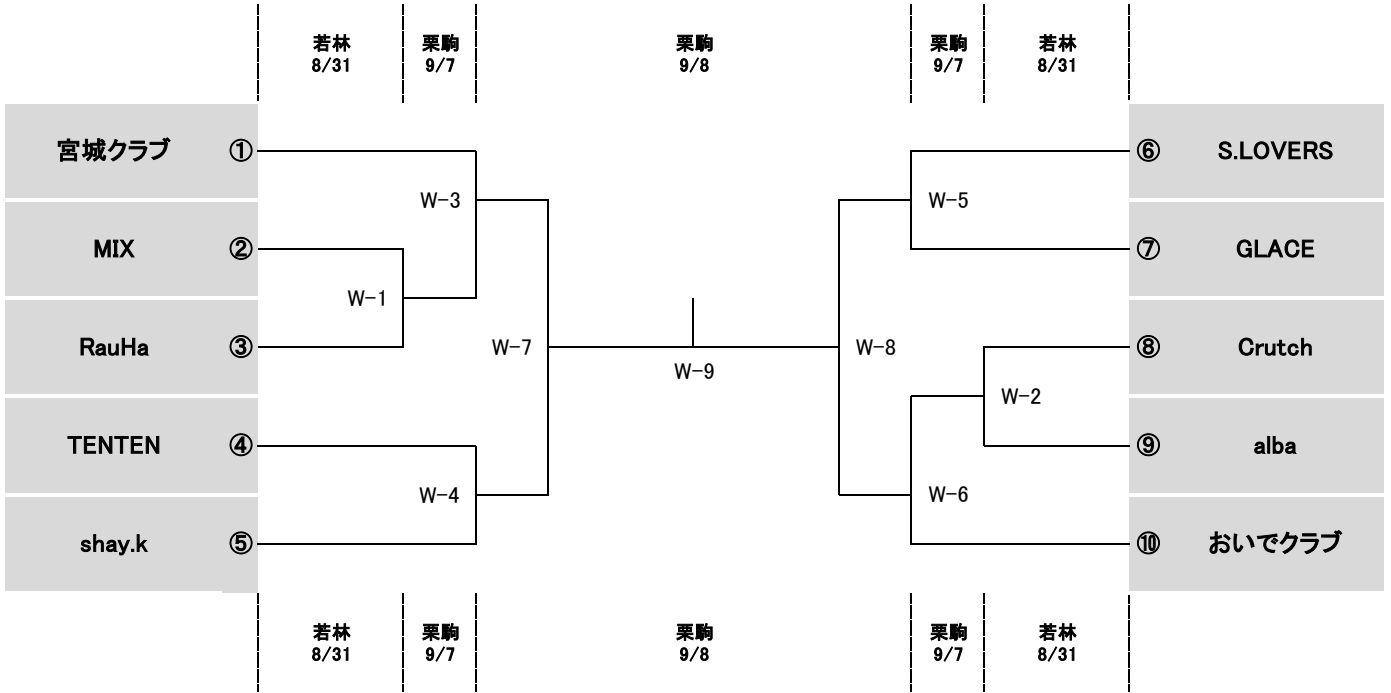 若林 栗駒 栗駒 栗駒 若林
8/31 9/7 9/8 9/7 8/31
宮城クラブ ① ⑥ S.LOVERS
W-3 W-5
MIX ② ⑦ GLACE
W-1
RauHa ③ W-7 W-8 ⑧ Crutch
W-9
W-2
TENTEN ④ ⑨ alba
W-4 W-6
shay.k ⑤ ⑩ おいでクラブ
若林 栗駒 栗駒 栗駒 若林
8/31 9/7 9/8 9/7 8/31